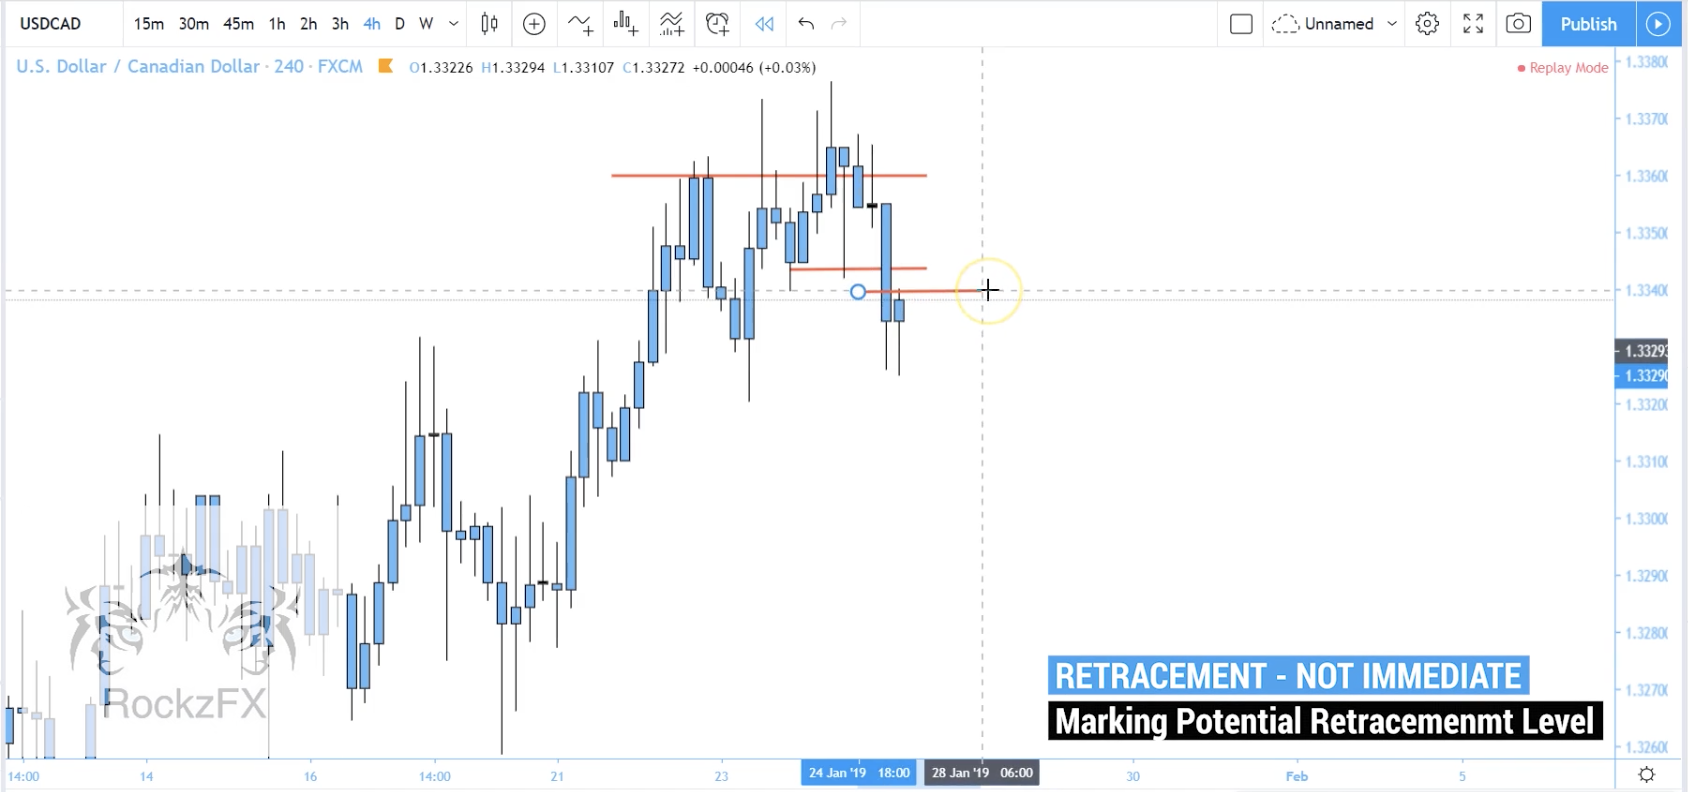 USDCAD 15m 30m 45m 1h 2h 3h 4h D W Unnamed Publish
U.S. Dollar / Canadian Dollar · 240 · FXCM O1.33226 H1.33294 L1.33107 C1.33272 +0.00046 (+0.03%)
Replay Mode
1.3380
1.3370
1.3360
1.3350
1.3340
1.33293
1.33290
1.3320
1.3310
1.3300
1.3290
1.3280
1.3270
1.3260
RockzFX
RETRACEMENT - NOT IMMEDIATE
Marking Potential Retracemenmt Level
14:00 14 16 14:00 21 23 24 Jan '19 18:00 28 Jan '19 06:00 30 Feb 5